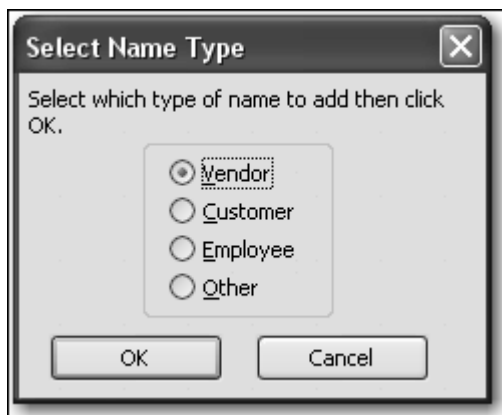 Select Name Type
Select which type of name to add then click
OK.
Vendor
Customer
Employee
Other
OK Cancel